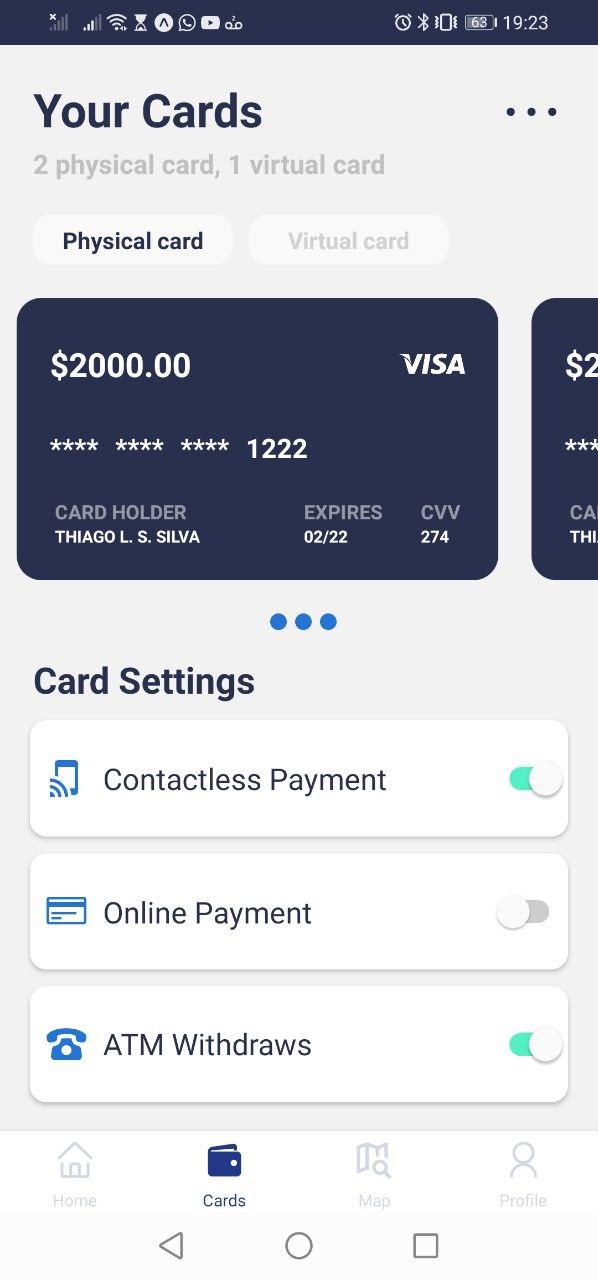 63 19:23
Your Cards
2 physical card, 1 virtual card
Physical card Virtual card
$2000.00 VISA $2
**** **** **** 1222 ***
CARD HOLDER EXPIRES CVV CA
THIAGO L. S. SILVA 02/22 274 THI
Card Settings
Contactless Payment
Online Payment
ATM Withdraws
Home Cards Map Profile